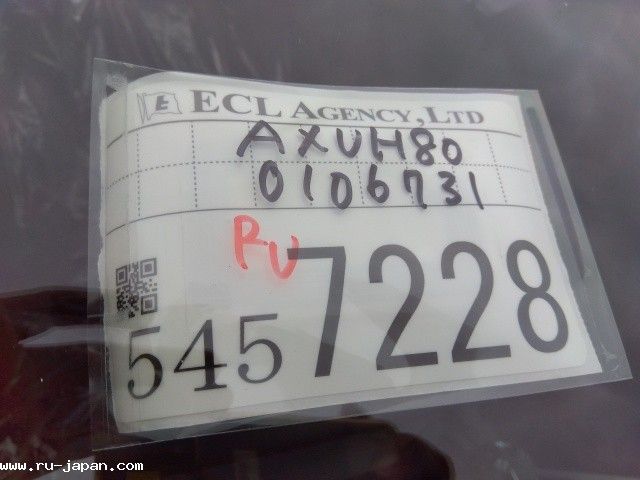 E ECL AGENCY,LTD
AXUH80
0106731
RU
5457228
www.ru-japan.com